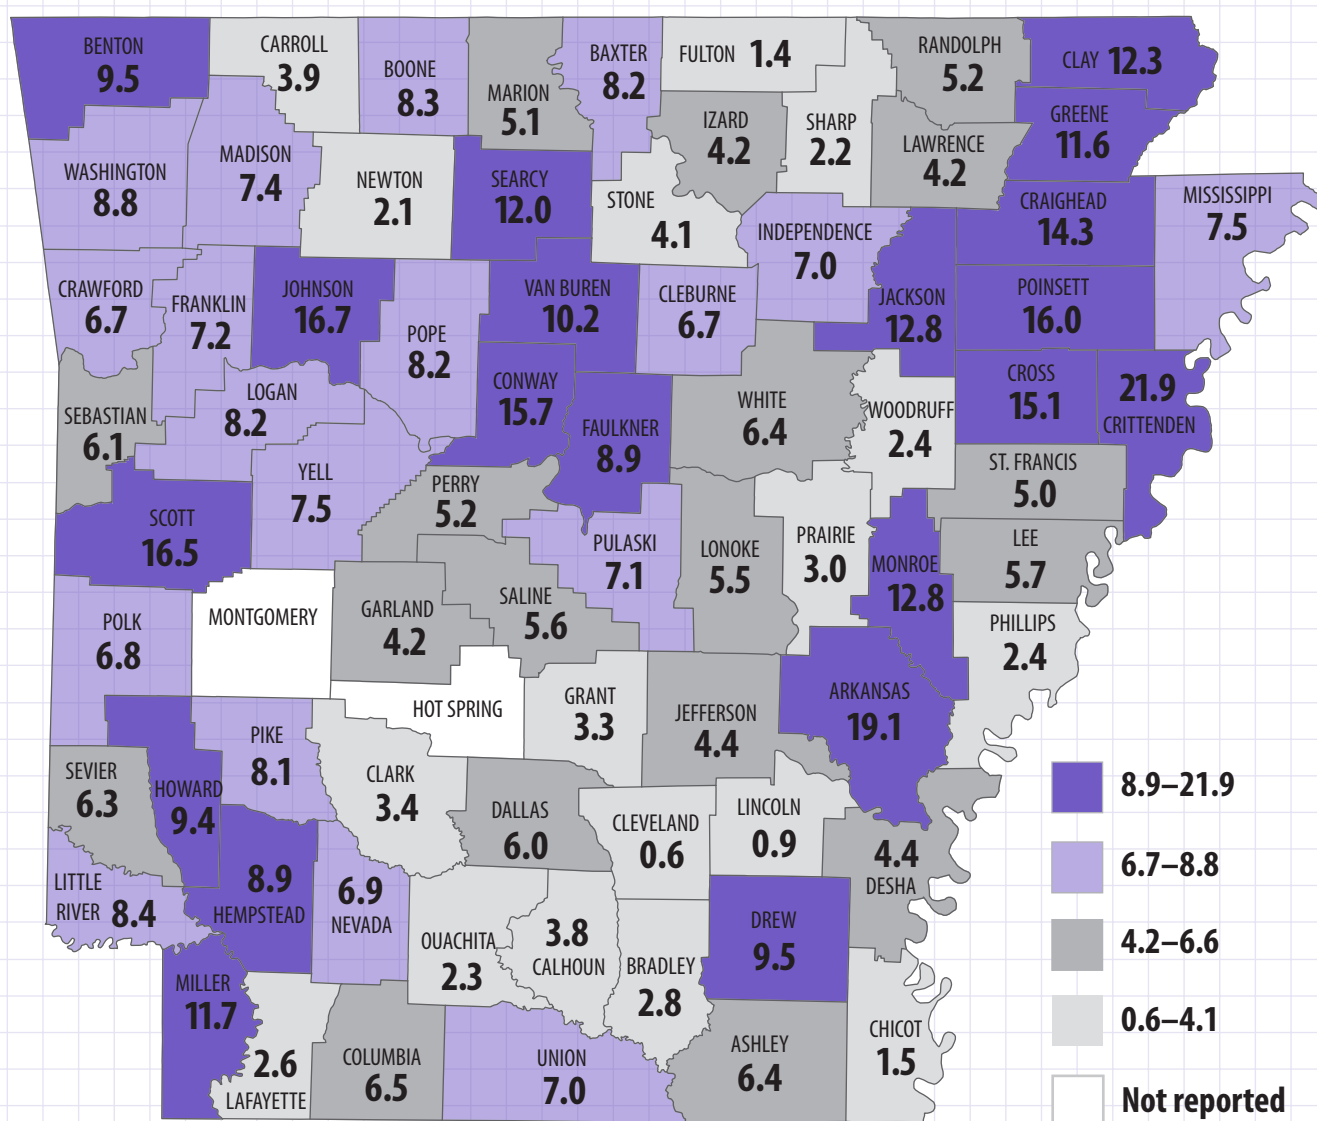 BENTON
9.5
CARROLL
3.9
BOONE
8.3
MARION
5.1
BAXTER
8.2
FULTON 1.4
RANDOLPH
5.2
CLAY 12.3
IZARD
4.2
SHARP
2.2
LAWRENCE
4.2
GREENE
11.6
WASHINGTON
8.8
MADISON
7.4
NEWTON
2.1
SEARCY
12.0
STONE
4.1
INDEPENDENCE
7.0
CRAIGHEAD
14.3
MISSISSIPPI
7.5
CRAWFORD
6.7
FRANKLIN
7.2
JOHNSON
16.7
POPE
8.2
VAN BUREN
10.2
CLEBURNE
6.7
JACKSON
12.8
POINSETT
16.0
SEBASTIAN
6.1
LOGAN
8.2
CONWAY
15.7
FAULKNER
8.9
WHITE
6.4
WOODRUFF
2.4
CROSS
15.1
21.9
CRITTENDEN
SCOTT
16.5
YELL
7.5
PERRY
5.2
PULASKI
7.1
LONOKE
5.5
PRAIRIE
3.0
MONROE
12.8
ST. FRANCIS
5.0
LEE
5.7
POLK
6.8
MONTGOMERY
GARLAND
4.2
SALINE
5.6
PHILLIPS
2.4
HOT SPRING
GRANT
3.3
JEFFERSON
4.4
ARKANSAS
19.1
SEVIER
6.3
HOWARD
9.4
PIKE
8.1
CLARK
3.4
DALLAS
6.0
CLEVELAND
0.6
LINCOLN
0.9
4.4
DESHA
LITTLE
RIVER 8.4
8.9
HEMPSTEAD
6.9
NEVADA
OUACHITA
2.3
3.8
CALHOUN
BRADLEY
2.8
DREW
9.5
MILLER
11.7
2.6
LAFAYETTE
COLUMBIA
6.5
UNION
7.0
ASHLEY
6.4
CHICOT
1.5
8.9–21.9
6.7–8.8
4.2–6.6
0.6–4.1
Not reported